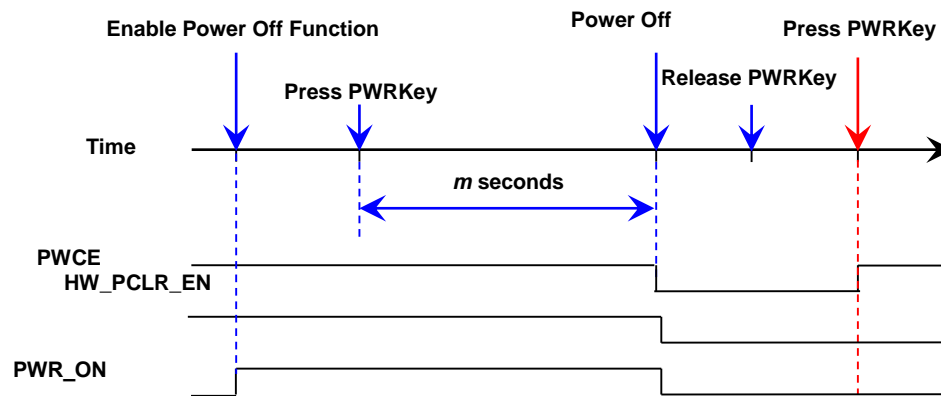 Enable Power Off Function
Power Off
Press PWRKey
Press PWRKey
Release PWRKey
Time
m seconds
PWCE
HW_PCLR_EN
PWR_ON